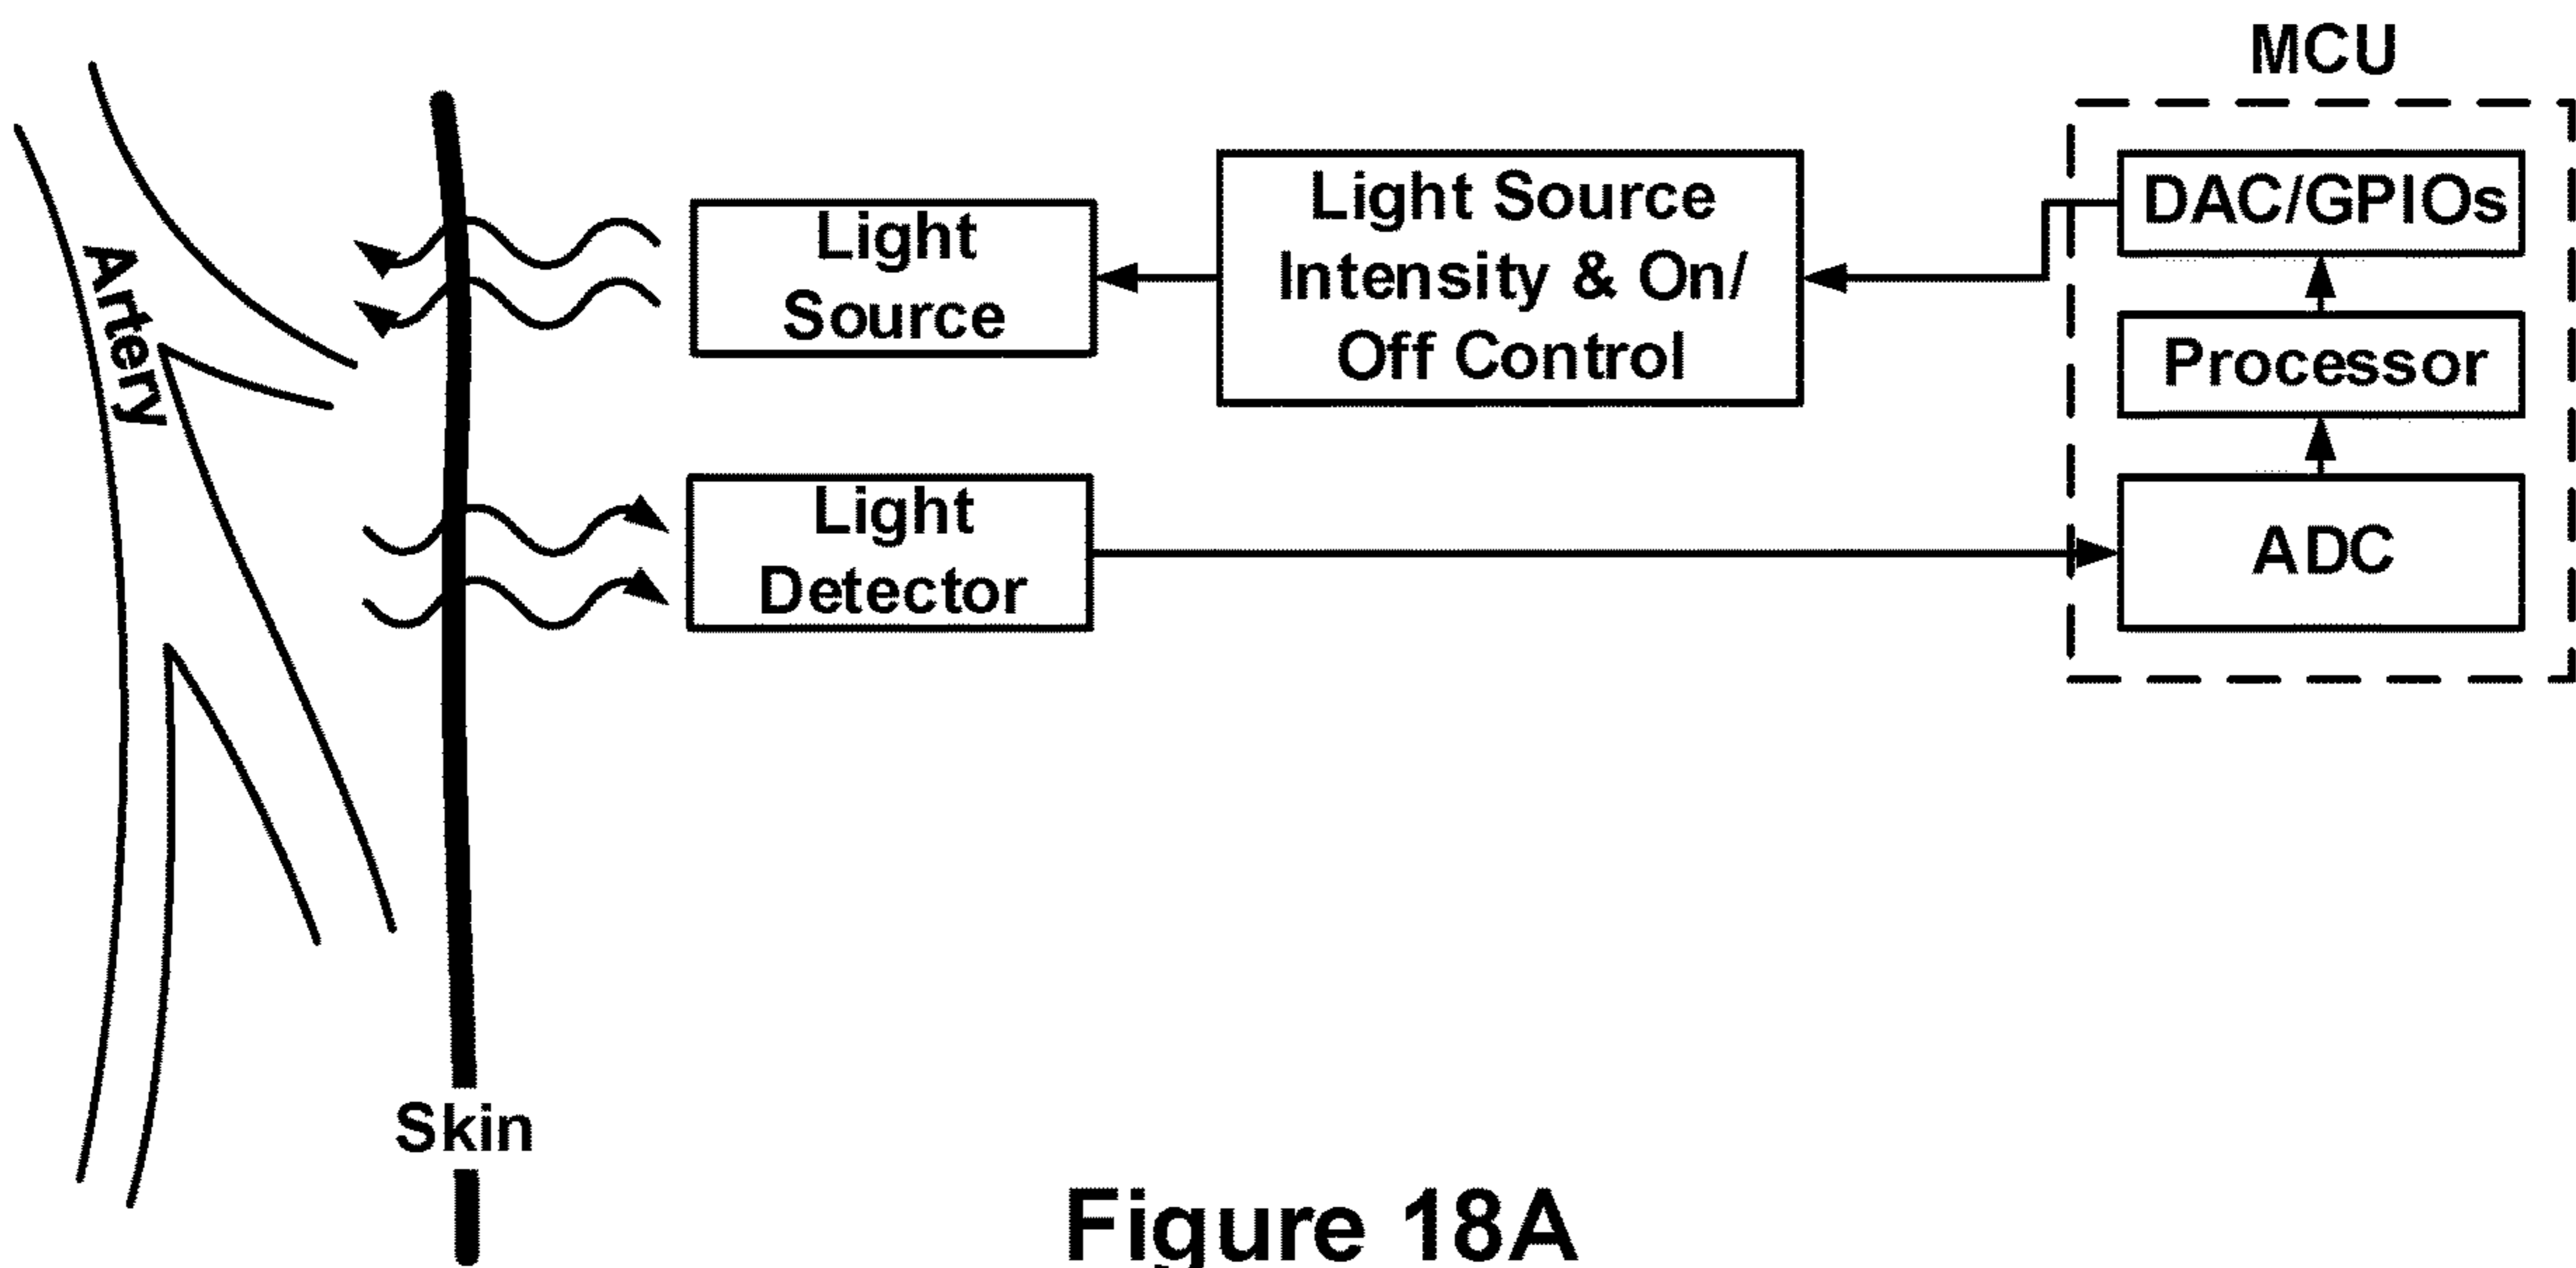 MCU
Artery
Light
Source
Light Source
Intensity & On/
Off Control
DAC/GPIOs
Processor
Light
Detector
ADC
Skin
Figure 18A